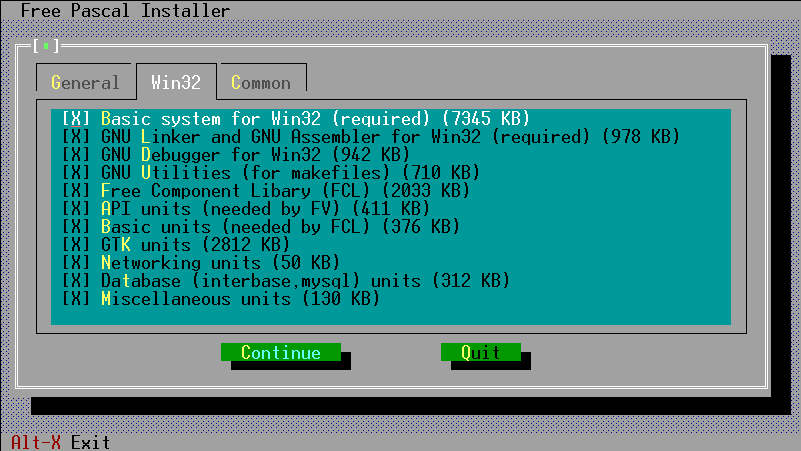 Free Pascal Installer
[▪]
General Win32 Common
[X] Basic system for Win32 (required) (7345 KB)
[X] GNU Linker and GNU Assembler for Win32 (required) (978 KB)
[X] GNU Debugger for Win32 (942 KB)
[X] GNU Utilities (for makefiles) (710 KB)
[X] Free Component Libary (FCL) (2033 KB)
[X] API units (needed by FV) (411 KB)
[X] Basic units (needed by FCL) (376 KB)
[X] GTK units (2812 KB)
[X] Networking units (50 KB)
[X] Database (interbase,mysql) units (312 KB)
[X] Miscellaneous units (130 KB)
Continue Quit
Alt-X Exit